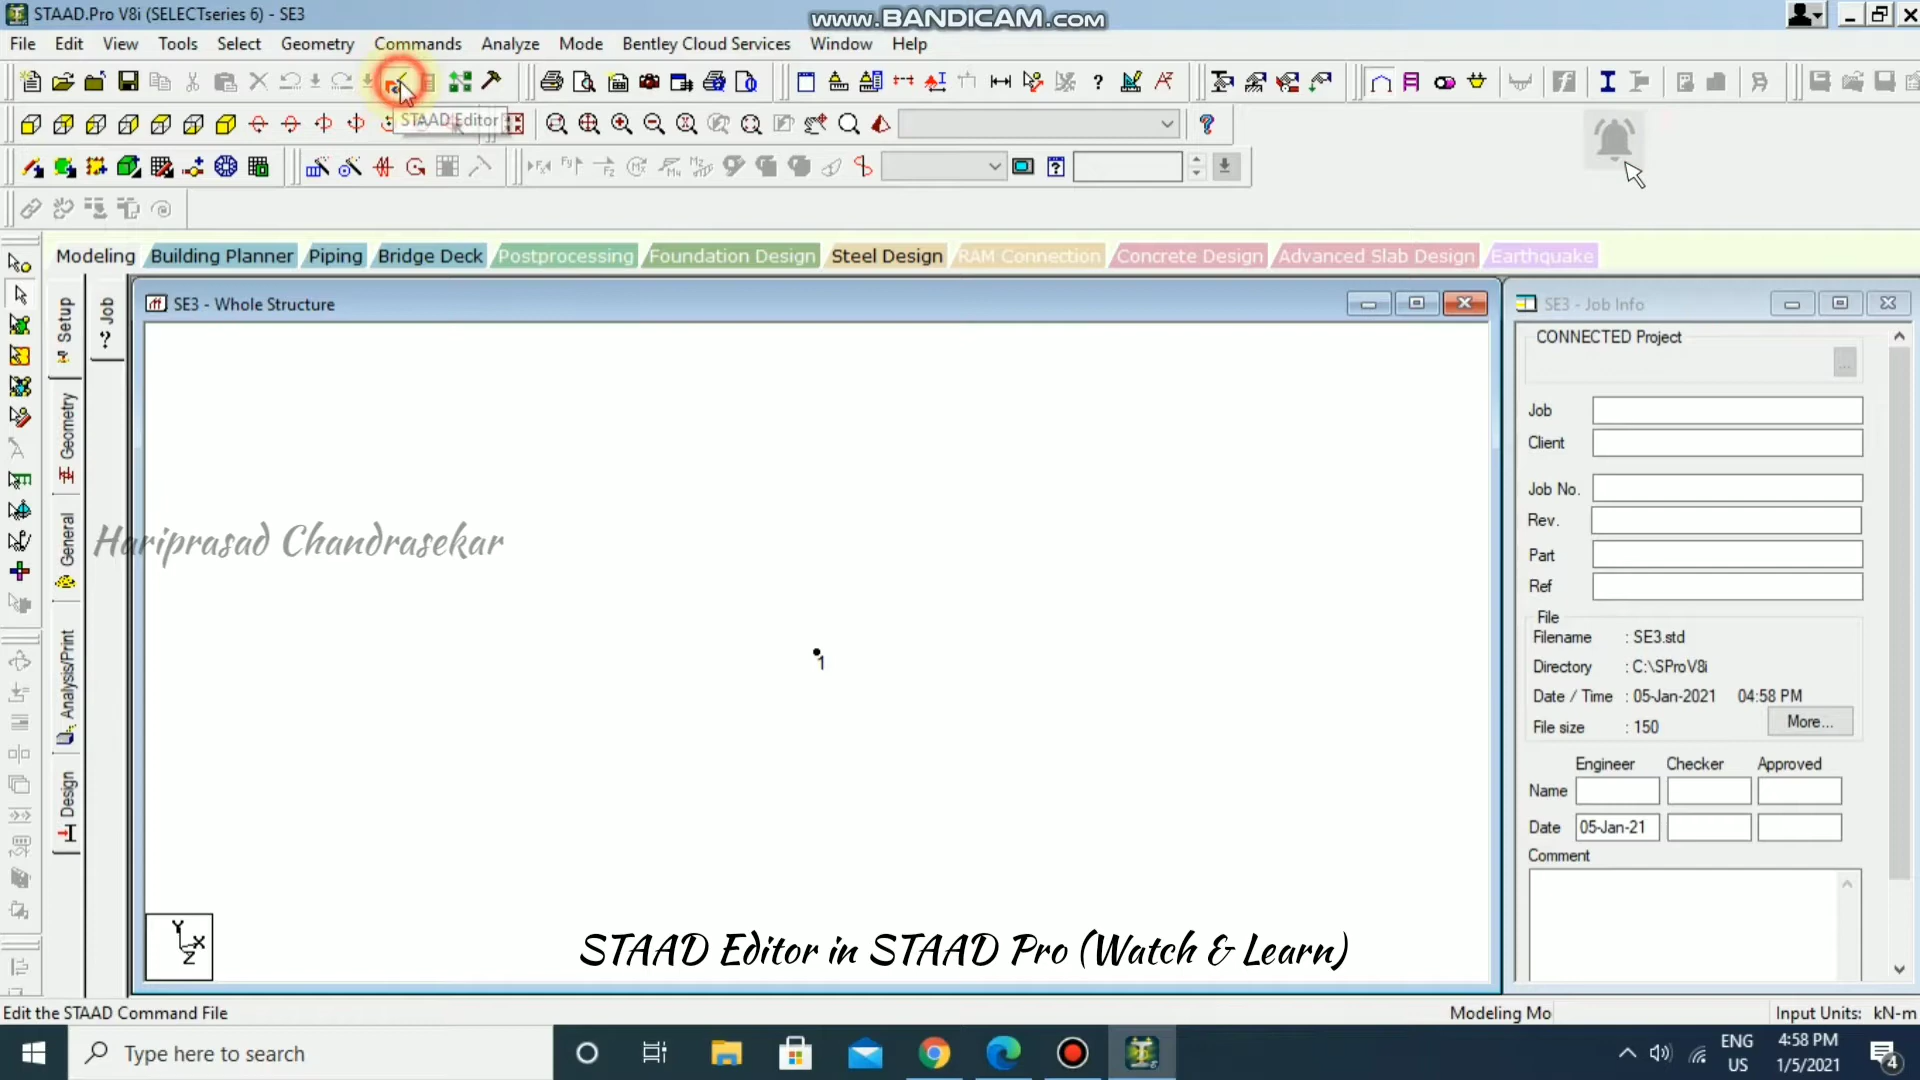 STAAD.Pro V8i (SELECTseries 6) - SE3
www.BANDICAM.com
File Edit View Tools Select Geometry Commands Analyze Mode Bentley Cloud Services Window Help
STAAD Editor
Modeling Building Planner Piping Bridge Deck Postprocessing Foundation Design Steel Design RAM Connection Concrete Design Advanced Slab Design Earthquake
Setup
Geometry
General
Analysis/Print
Design
Job
SE3 - Whole Structure
Hariprasad Chandrasekar
1
Y
X
Z
STAAD Editor in STAAD Pro (Watch & Learn)
SE3 - Job Info
CONNECTED Project
...
Job
Client
Job No.
Rev.
Part
Ref
File
Filename : SE3.std
Directory : C:\SProV8i
Date / Time : 05-Jan-2021 04:58 PM
File size : 150
More...
Engineer Checker Approved
Name
Date 05-Jan-21
Comment
Edit the STAAD Command File
Modeling Mo
Input Units: kN-m
Type here to search
ENG
US
4:58 PM
1/5/2021
4